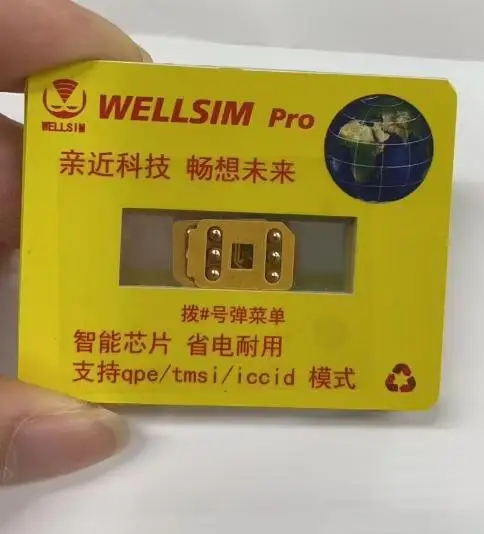 WELLSIM Pro
WELLSIM
亲近科技 畅想未来
拨#号弹菜单
智能芯片 省电耐用
支持qpe/tmsi/iccid 模式